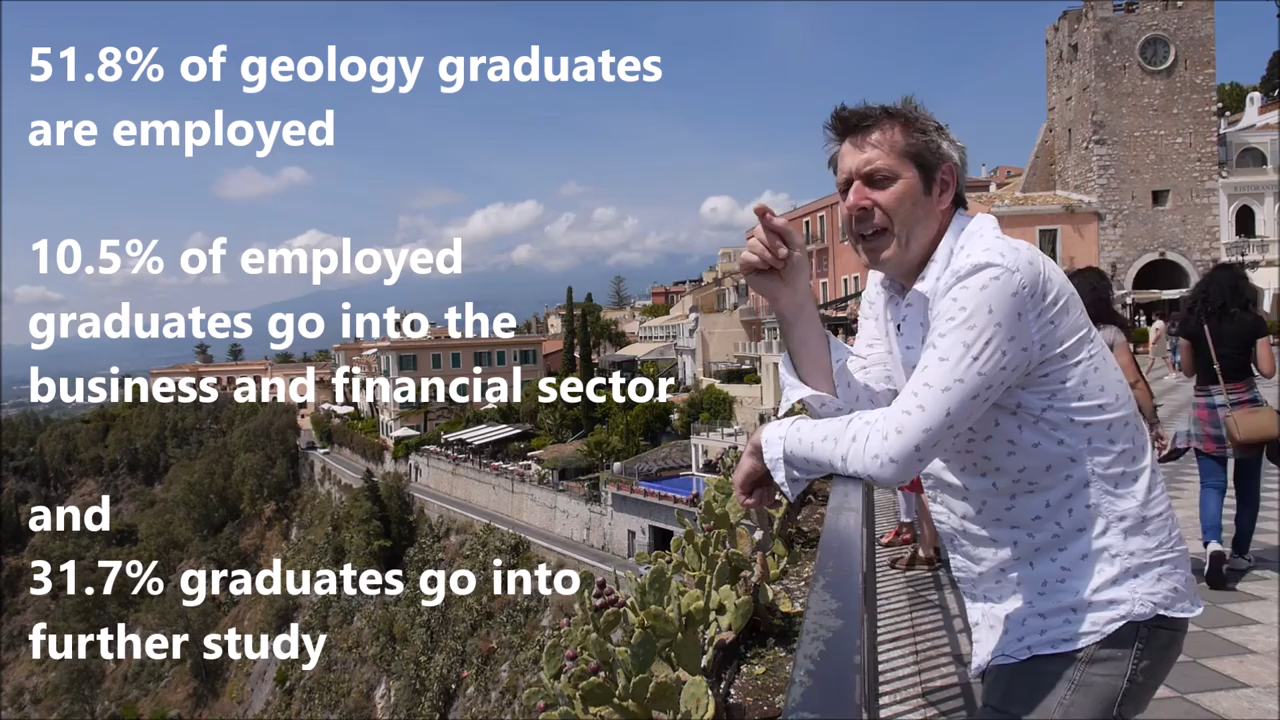 51.8% of geology graduates
are employed
10.5% of employed
graduates go into the
business and financial sector
and
31.7% graduates go into
further study
RISTORANTE